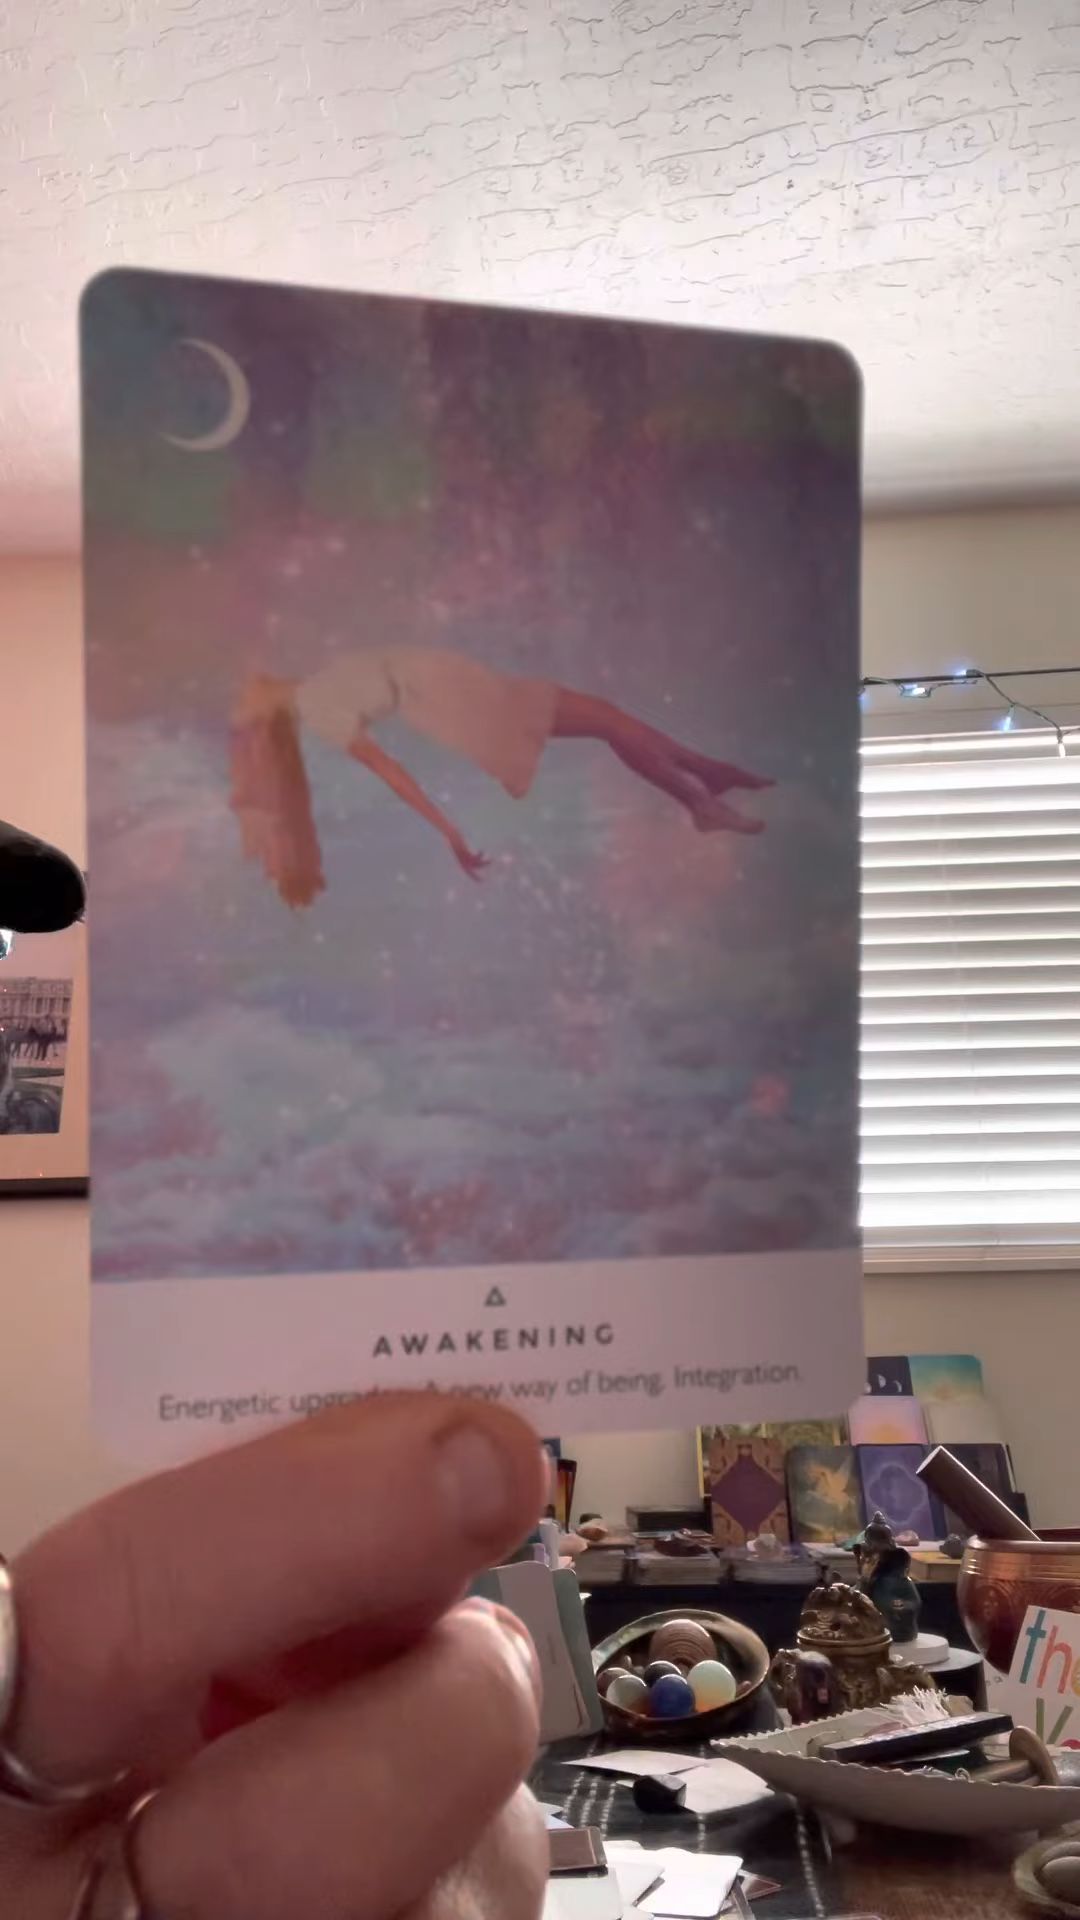 AWAKENING
Energetic way of being. Integration.
the